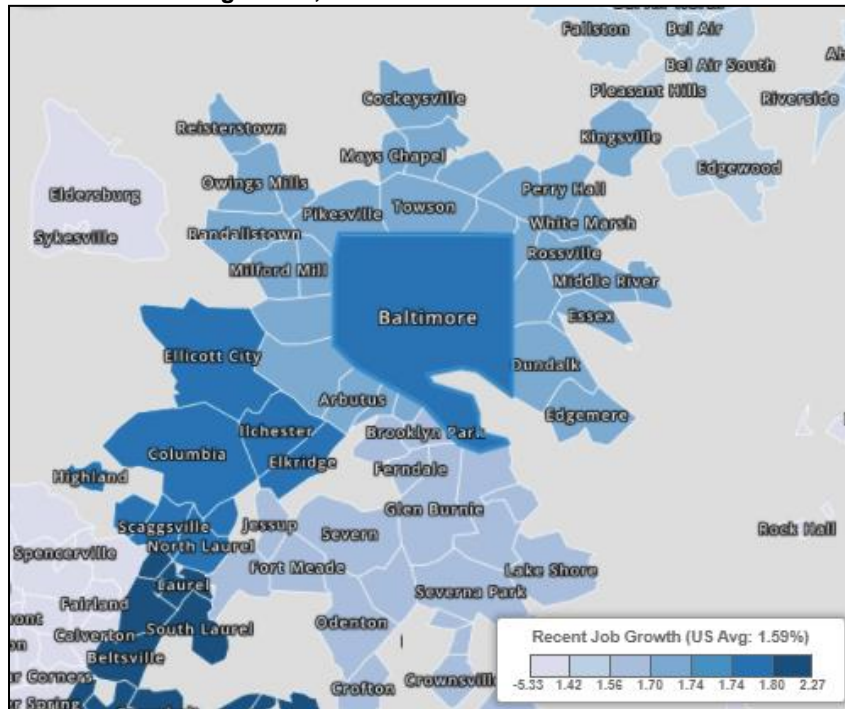 Fallston
Bel Air
Bel Air South
Cockeysville
Pleasant Hills
Riverside
Reisterstown
Kingsville
Mays Chapel
Edgewood
Owings Mills
Perry Hall
Eldersburg
Pikesville
Towson
White Marsh
Sykesville
Randallstown
Rossville
Milford Mill
Middle River
Baltimore
Essex
Ellicott City
Dundalk
Arbutus
Edgemere
Ilchester
Brooklyn Park
Columbia
Elkridge
Highland
Ferndale
Glen Burnie
Scaggsville
Jessup
Severn
Rock Hall
North Laurel
Spencerville
Fort Meade
Lake Shore
Laurel
Severna Park
Fairland
Odenton
Calverton
South Laurel
Beltsville
Recent Job Growth (US Avg: 1.59%)
r Corners
Crofton
Crownsvill
-5.33 1.42 1.56 1.70 1.74 1.74 1.80 2.27
r Spring